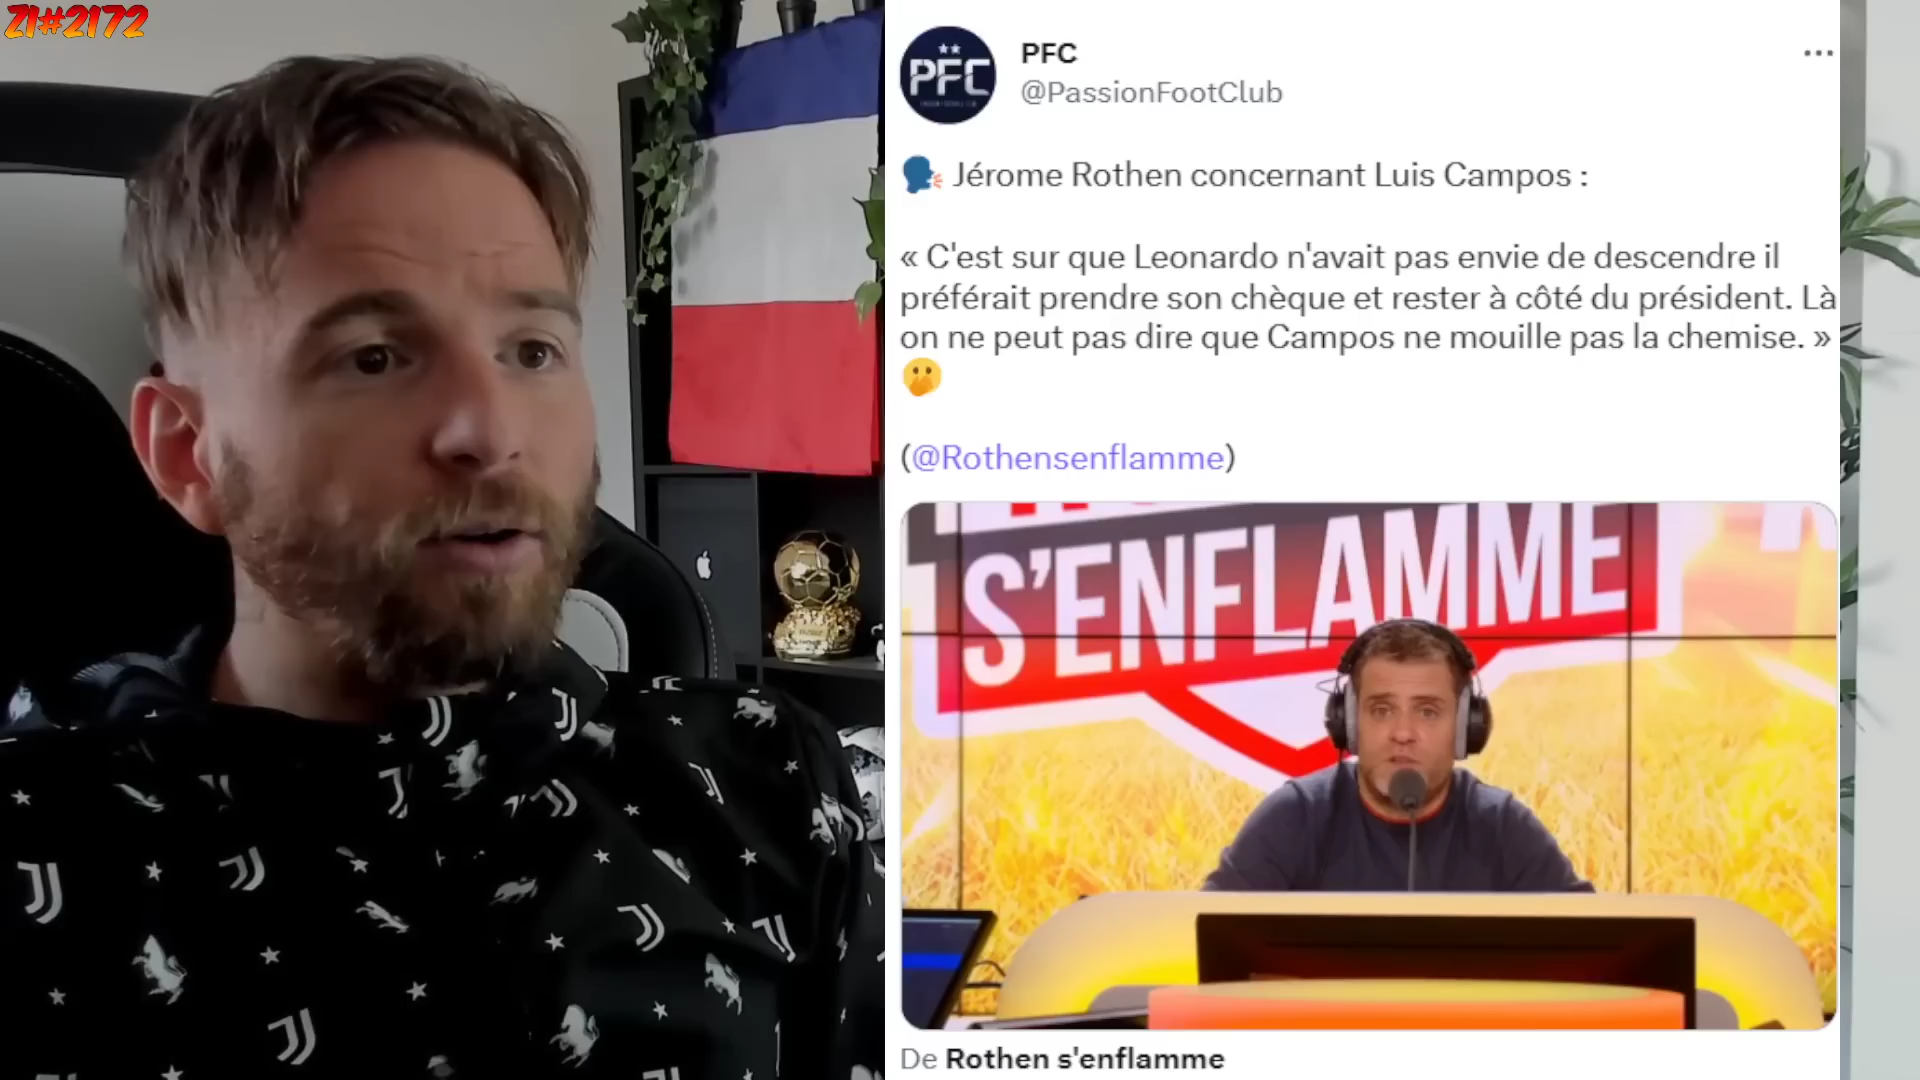 ZI#2172
PFC
PFC
@PassionFootClub
Jérome Rothen concernant Luis Campos :
« C'est sur que Leonardo n'avait pas envie de descendre il
préférait prendre son chèque et rester à côté du président. Là
on ne peut pas dire que Campos ne mouille pas la chemise. »
(@Rothensenflamme)
S'ENFLAMME
De Rothen s'enflamme